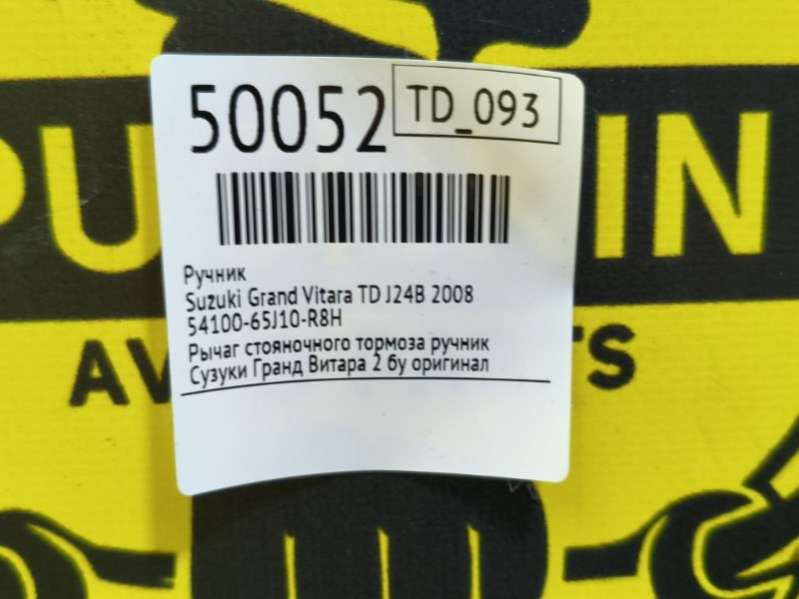 50052
TD_093
Ручник
Suzuki Grand Vitara TD J24B 2008
54100-65J10-R8H
Рычаг стояночного тормоза ручник
Сузуки Гранд Витара 2 бу оригинал